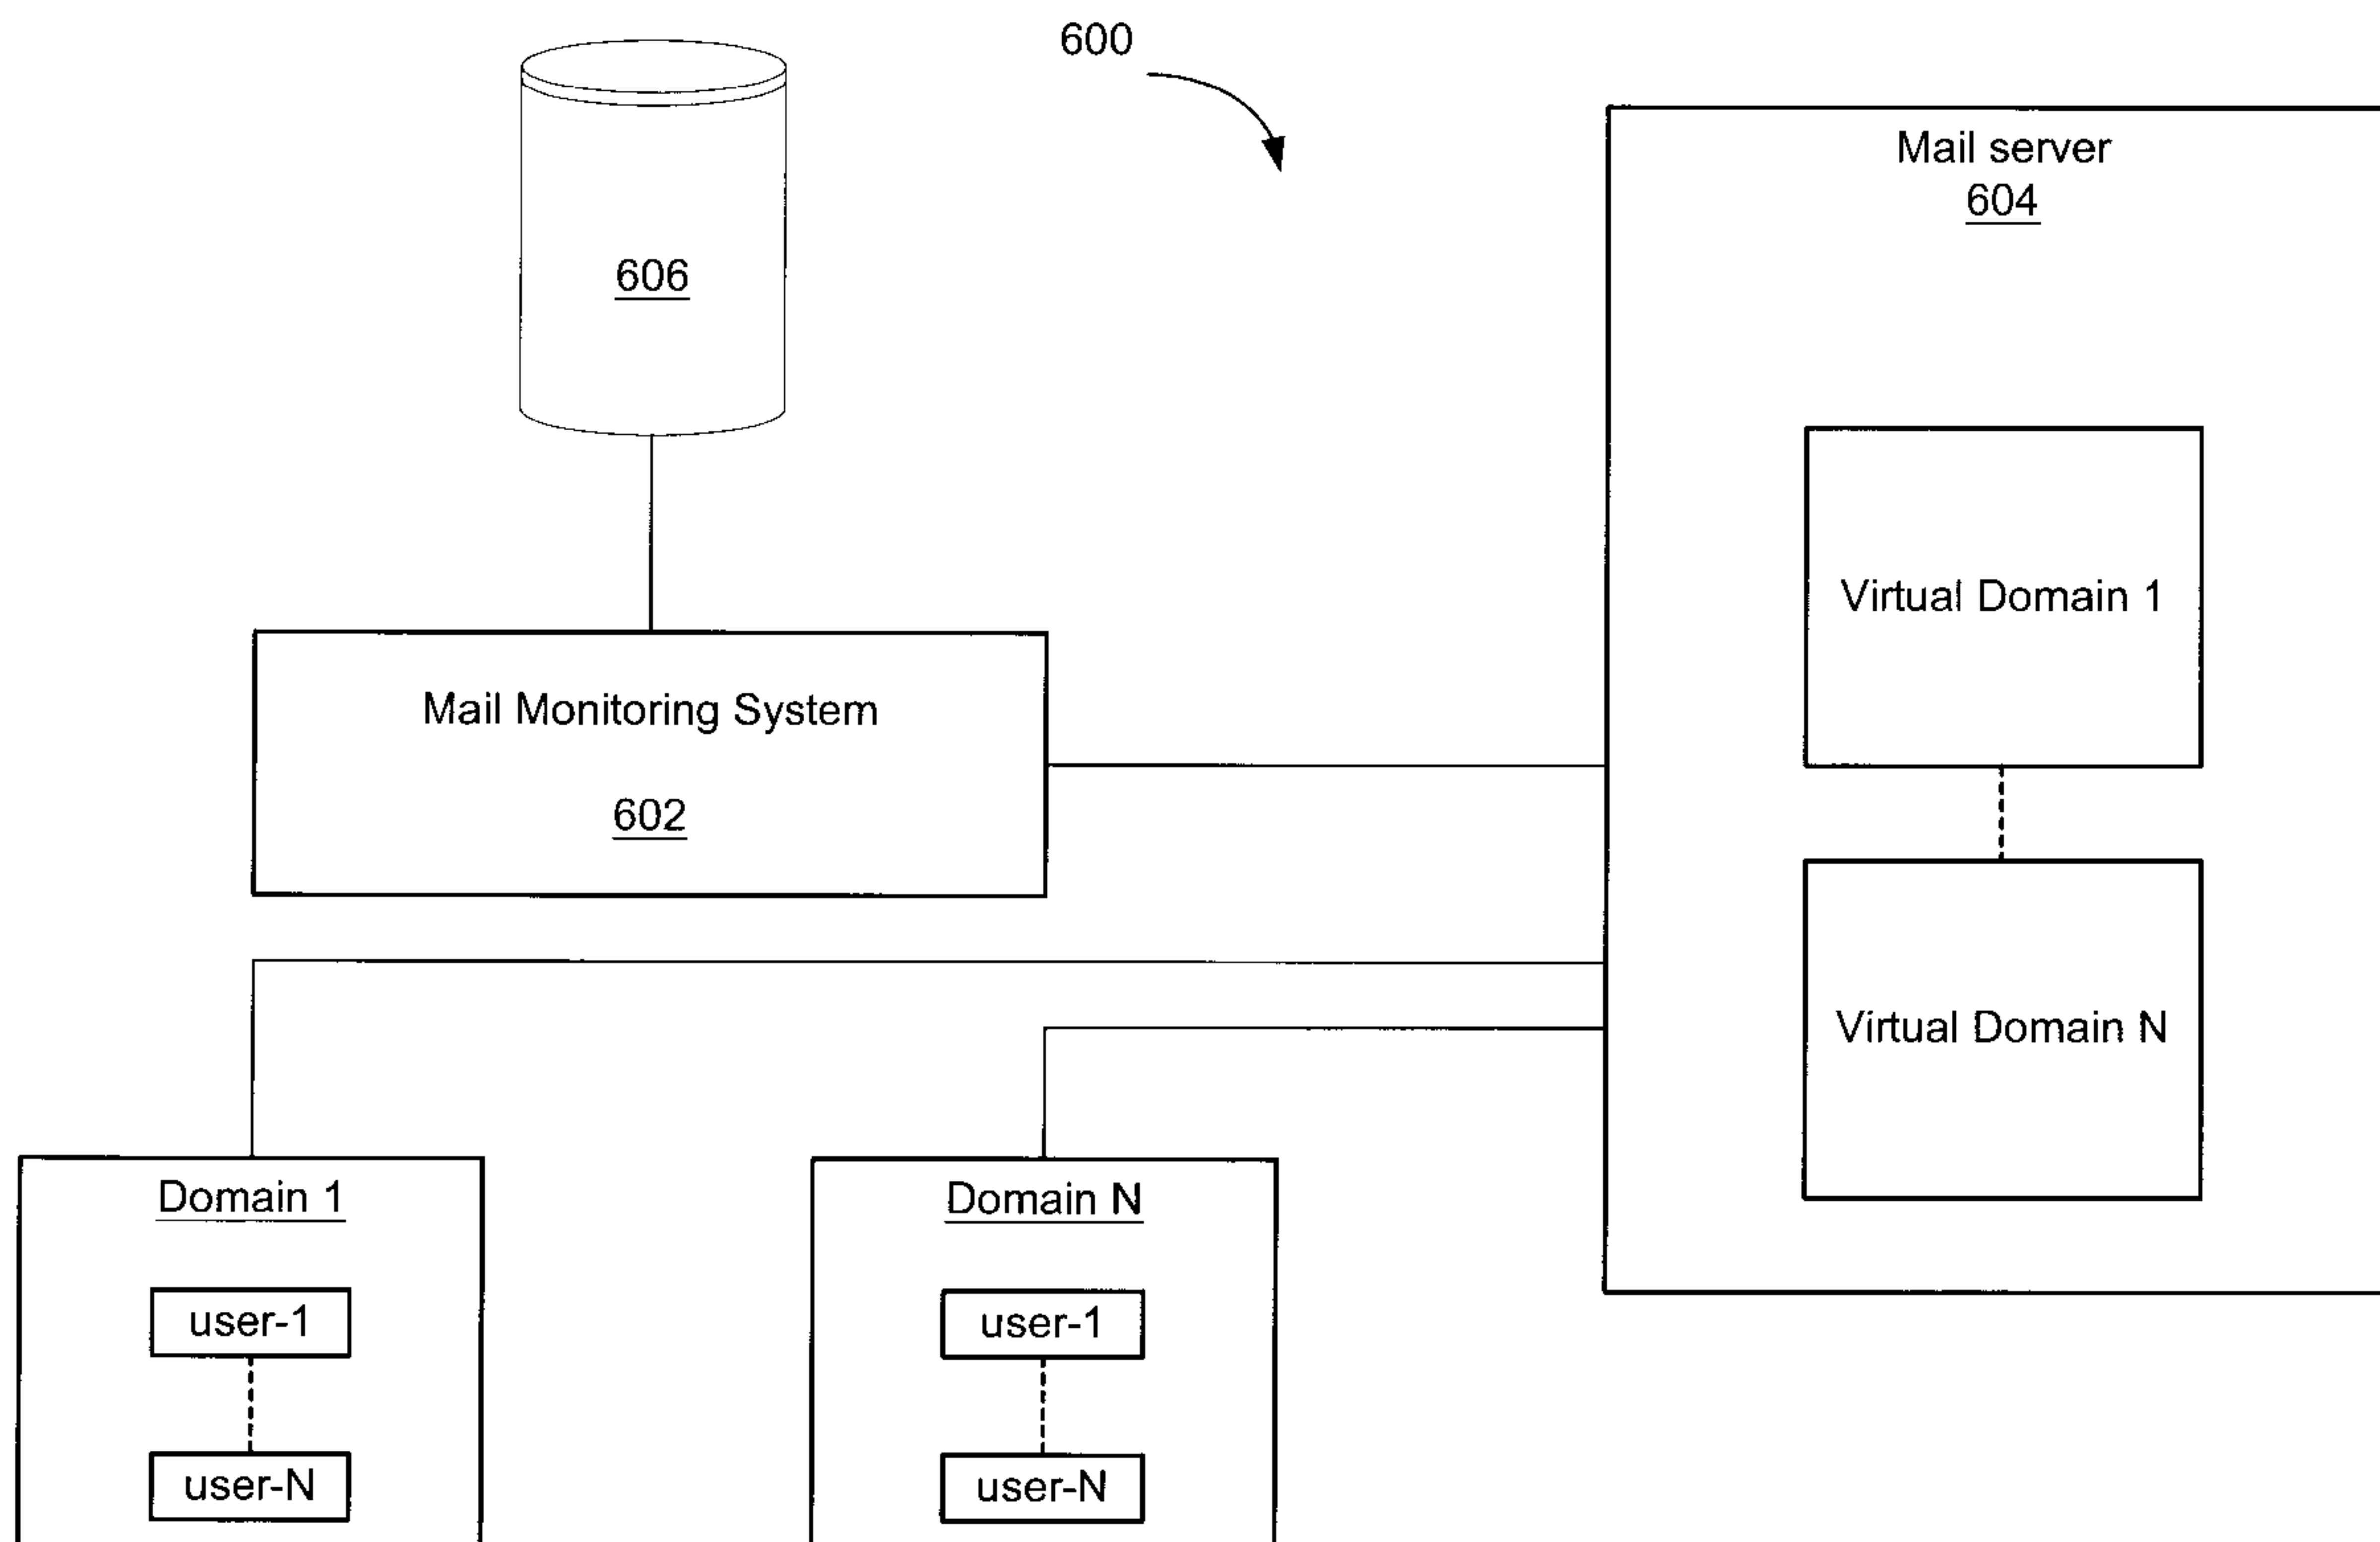 600
Mail server
604
606
Virtual Domain 1
Mail Monitoring System
602
Virtual Domain N
Domain 1
Domain N
user-1
user-1
user-N
user-N